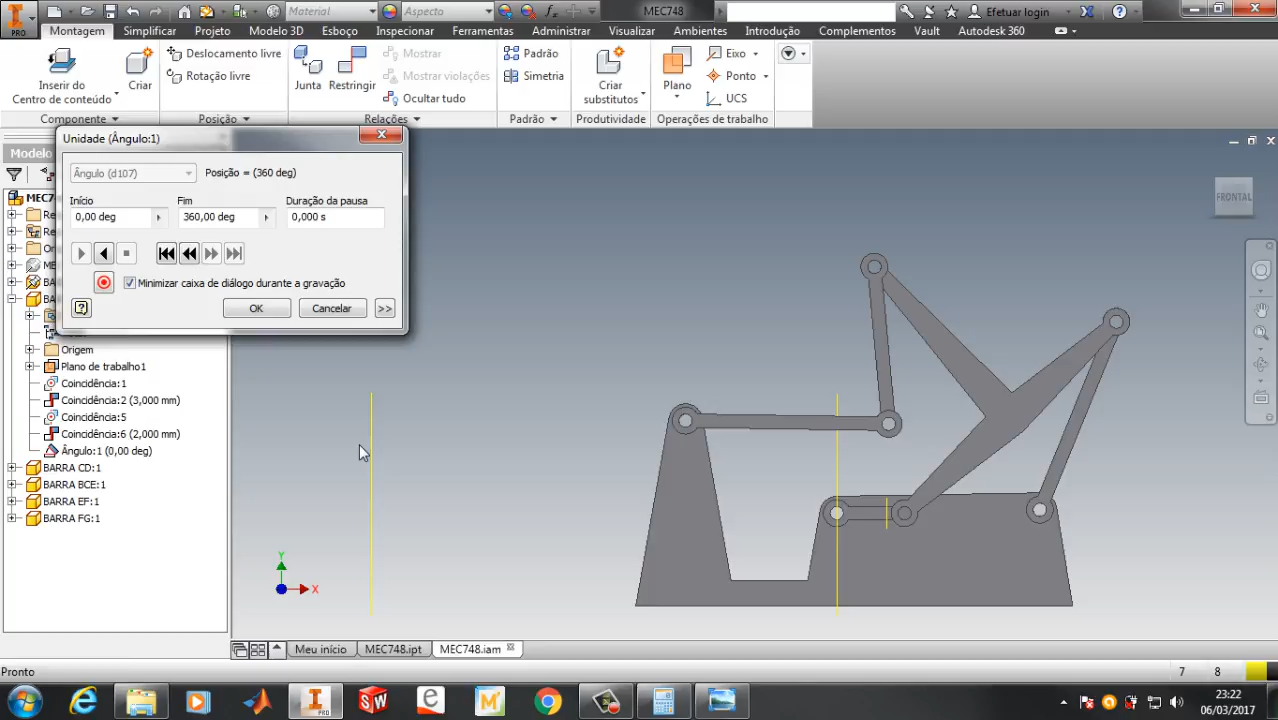 Material
Aspecto
MEC748
Efetuar login
PRO
Montagem Simplificar Projeto Modelo 3D Esboço Inspecionar Ferramentas Administrar Visualizar Ambientes Introdução Complementos Vault Autodesk 360
Inserir do
Centro de conteúdo
Criar
Componente
Deslocamento livre
Rotação livre
Posição
Junta
Restringir
Mostrar
Mostrar violações
Ocultar tudo
Relações
Padrão
Simetria
Padrão
Criar
substitutos
Produtividade
Plano
Eixo
Ponto
UCS
Operações de trabalho
Modelo
Unidade (Ângulo:1)
Ângulo (d107)
Posição = (360 deg)
Início
Fim
Duração da pausa
0,00 deg
360,00 deg
0,000 s
Minimizar caixa de diálogo durante a gravação
OK
Cancelar
>>
FRONTAL
Origem
Plano de trabalho1
Coincidência:1
Coincidência:2 (3,000 mm)
Coincidência:5
Coincidência:6 (2,000 mm)
Ângulo:1 (0,00 deg)
BARRA CD:1
BARRA BCE:1
BARRA EF:1
BARRA FG:1
Y
X
Meu início
MEC748.ipt
MEC748.iam
Pronto
7
8
PRO
23:22
06/03/2017